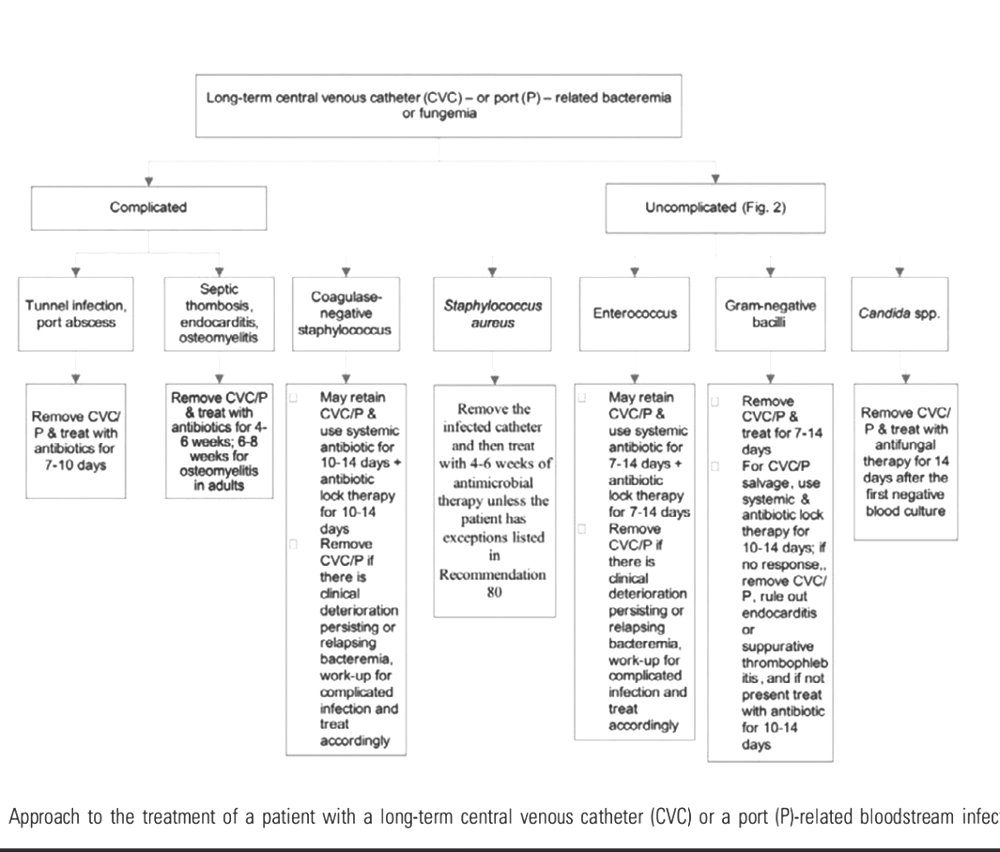 Long-term central venous catheter (CVC) – or port (P) – related bacteremia
or fungemia
Complicated
Uncomplicated (Fig. 2)
Tunnel infection,
port abscess
Septic
thombosis,
endocarditis,
osteomyelitis
Coagulase-
negative
staphylococcus
Staphylococcus
aureus
Enterococcus
Gram-negative
bacilli
Candida spp.
Remove CVC/
P & treat with
antibiotics for
7-10 days
Remove CVC/P
& treat with
antibiotics for 4-
6 weeks; 6-8
weeks for
osteomyelitis
in adults
May retain
CVC/P &
use systemic
antibiotic for
10-14 days +
antibiotic
lock therapy
for 10-14
days
Remove
CVC/P if
there is
clinical
deterioration
persisting or
relapsing
bacteremia,
work-up for
complicated
infection and
treat
accordingly
Remove the
infected catheter
and then treat
with 4-6 weeks of
antimicrobial
therapy unless the
patient has
exceptions listed
in
Recommendation
80
May retain
CVC/P &
use systemic
antibiotic for
7-14 days +
antibiotic
lock therapy
for 7-14 days
Remove
CVC/P if
there is
clinical
deterioration
persisting or
relapsing
bacteremia,
work-up for
complicated
infection and
treat
accordingly
Remove
CVC/P &
treat for 7-14
days
For CVC/P
salvage, use
systemic &
antibiotic lock
therapy for
10-14 days; if
no response,,
remove CVC/
P, rule out
endocarditis
or
suppurative
thrombophleb
itis, and if not
present treat
with antibiotic
for 10-14
days
Remove CVC/
P & treat with
antifungal
therapy for 14
days after the
first negative
blood culture
Approach to the treatment of a patient with a long-term central venous catheter (CVC) or a port (P)-related bloodstream infec